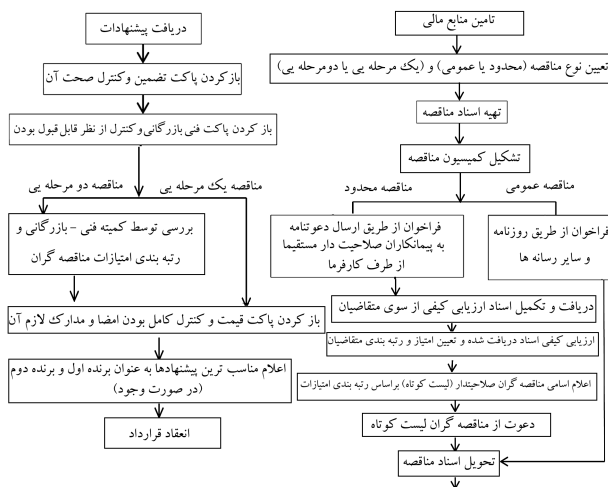 تامین منابع مالی
تعیین نوع مناقصه (محدود یا عمومی) و (یک مرحله یی یا دومرحله یی)
تهیه اسناد مناقصه
تشکیل کمیسیون مناقصه
مناقصه عمومی
مناقصه محدود
فراخوان از طریق روزنامه
و سایر رسانه ها
فراخوان از طریق ارسال دعوتنامه
به پیمانکاران صلاحیت دار مستقیما
از طرف کارفرما
دریافت و تکمیل اسناد ارزیابی کیفی از سوی متقاضیان
ارزیابی کیفی اسناد دریافت شده و تعیین امتیاز و رتبه بندی متقاضیان
اعلام اسامی مناقصه گران صلاحیتدار (لیست کوتاه) براساس رتبه بندی امتیازات
دعوت از مناقصه گران لیست کوتاه
تحویل اسناد مناقصه
دریافت پیشنهادات
بازکردن پاکت تضمین وکنترل صحت آن
باز کردن پاکت فنی بازرگانی وکنترل از نظر قابل قبول بودن
مناقصه یک مرحله یی
مناقصه دو مرحله یی
بررسی توسط کمیته فنی – بازرگانی و
رتبه بندی امتیازات مناقصه گران
باز کردن پاکت قیمت و کنترل کامل بودن امضا و مدارک لازم آن
اعلام مناسب ترین پیشنهادها به عنوان برنده اول و برنده دوم
(در صورت وجود)
انعقاد قرارداد